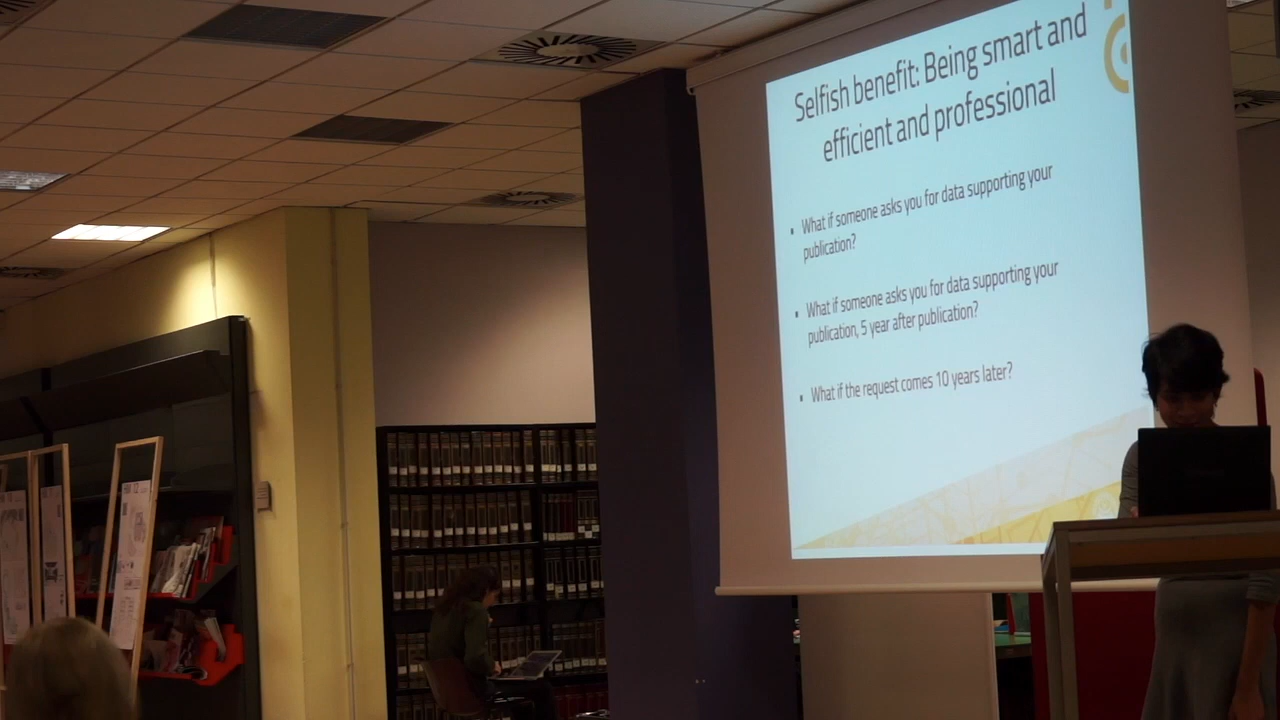 Selfish benefit: Being smart and
efficient and professional
• What if someone asks you for data supporting your
publication?
• What if someone asks you for data supporting your
publication, 5 year after publication?
• What if the request comes 10 years later?